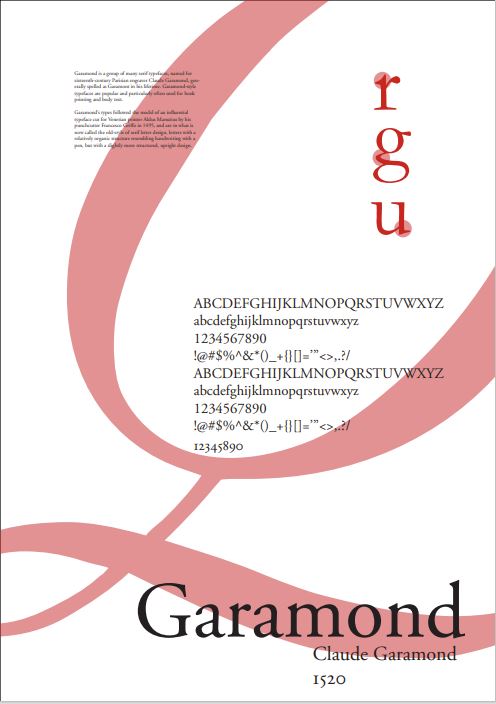 Garamond is a group of many serif typefaces, named for
sixteenth-century Parisian engraver Claude Garamond, gen-
erally spelled as Garamont in his lifetime. Garamond-style
typefaces are popular and particularly often used for book
printing and body text.
Garamond's types followed the model of an influential
typeface cut for Venetian printer Aldus Manutius by his
punchcutter Francesco Griffo in 1495, and are in what is
now called the old-style of serif letter design, letters with a
relatively organic structure resembling handwriting with a
pen, but with a slightly more structured, upright design.
r
g
u
Q
ABCDEFGHIJKLMNOPQRSTUVWXYZ
abcdefghijklmnopqrstuvwxyz
1234567890
!@#$%^&*()_+{}[]='”<>,.?/
ABCDEFGHIJKLMNOPQRSTUVWXYZ
abcdefghijklmnopqrstuvwxyz
1234567890
!@#$%^&*()_+{}[]='”<>,.?/
12345890
Garamond
Claude Garamond
1520